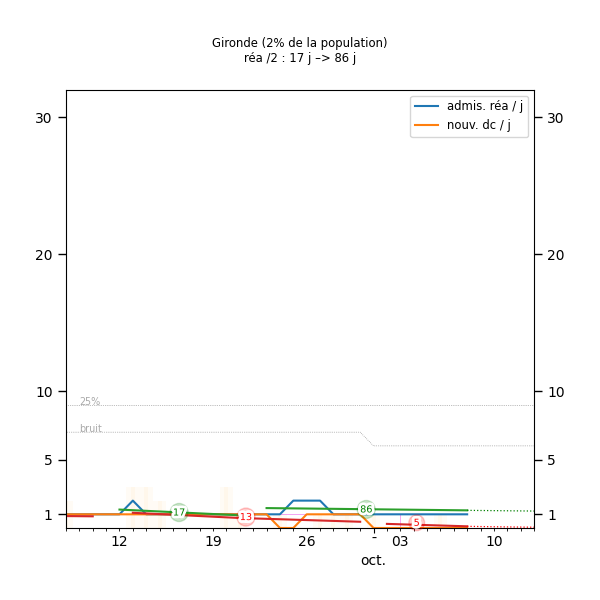 Gironde (2% de la population)
réa /2 : 17 j –> 86 j
admis. réa / j
nouv. dc / j
30 30
20 20
10 10
25%
bruit
5 5
17 13 86 5
1 1
12 19 26 - 03 10
oct.